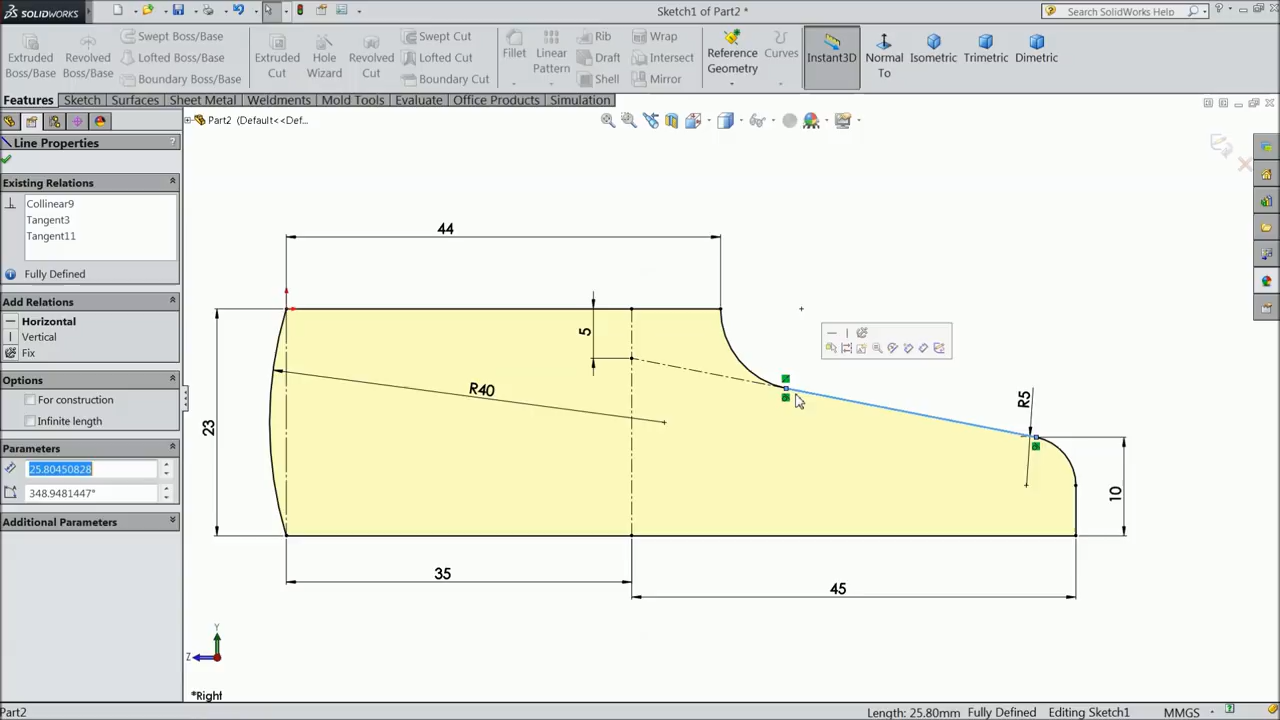 SOLIDWORKS
Sketch1 of Part2 *
Search SolidWorks Help
Extruded Boss/Base
Revolved Boss/Base
Swept Boss/Base
Lofted Boss/Base
Boundary Boss/Base
Extruded Cut
Hole Wizard
Revolved Cut
Swept Cut
Lofted Cut
Boundary Cut
Fillet
Linear Pattern
Rib
Draft
Shell
Wrap
Intersect
Mirror
Reference Geometry
Curves
Instant3D
Normal To
Isometric
Trimetric
Dimetric
Features
Sketch
Surfaces
Sheet Metal
Weldments
Mold Tools
Evaluate
Office Products
Simulation
Part2 (Default<<Def...
Line Properties
?
Existing Relations
Collinear9
Tangent3
Tangent11
Fully Defined
Add Relations
Horizontal
Vertical
Fix
Options
For construction
Infinite length
Parameters
25.80450828
348.9481447°
Additional Parameters
44
5
R40
23
R5
10
35
45
Y
Z
*Right
Part2
Length: 25.80mm
Fully Defined
Editing Sketch1
MMGS